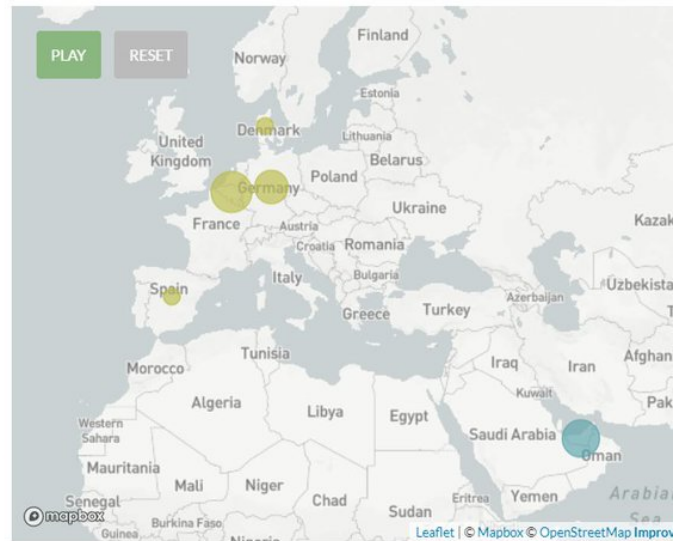 PLAY
RESET
Finland
Norway
Estonia
Denmark
Lithuania
United
Kingdom
Belarus
Poland
Germany
Ukraine
France
Austria
Kazak
Croatia
Romania
Italy
Bulgaria
Uzbekista
Spain
Azerbaijan
Turkey
Greece
T
Tunisia
Iraq
Iran
Afghan
Morocco
Kuwait
Algeria
Libya
Egypt
Pak
Western
Sahara
Saudi Arabia
Oman
Mauritania
Mali
Niger
Chad
Sudan
Eritrea
Yemen
Arabia
Sea
Senegal
Burkina Faso
Guinea
Nigeria
mapbox
Leaflet | © Mapbox © OpenStreetMap Improv